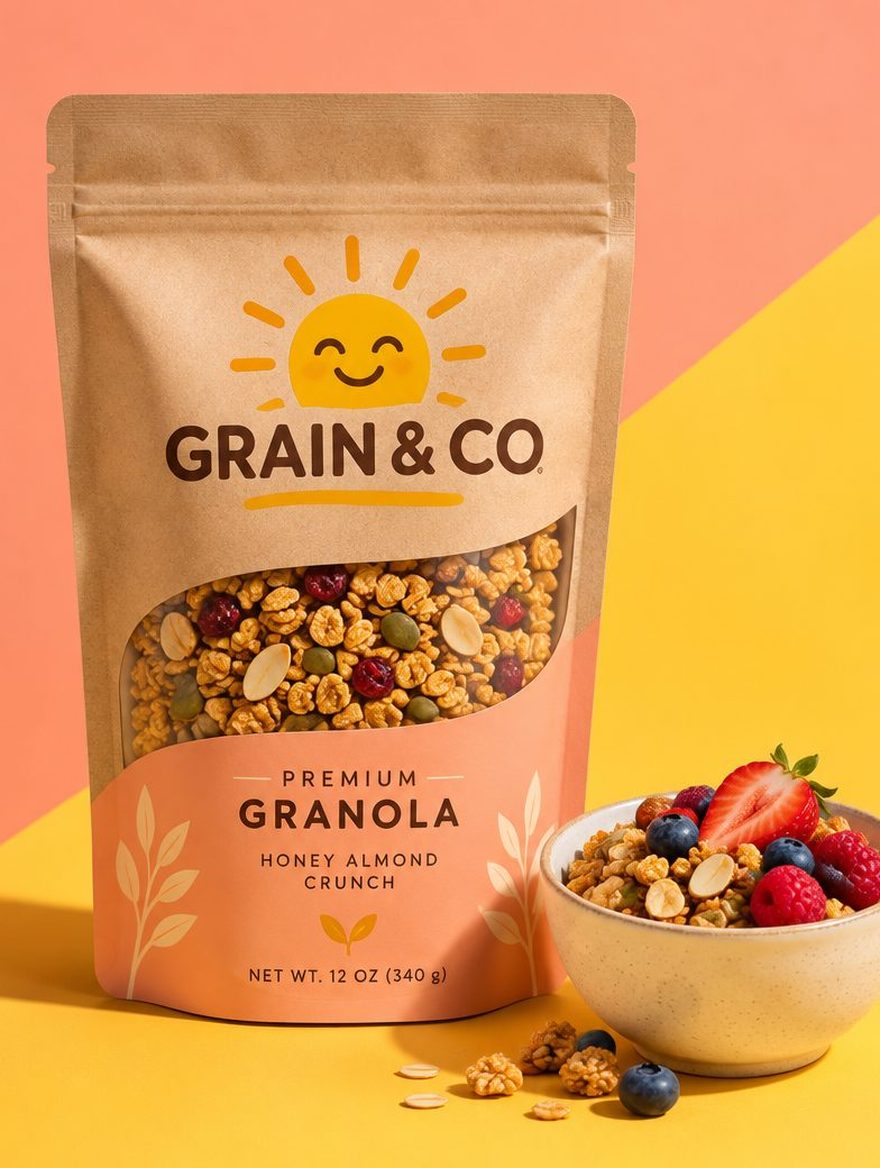 GRAIN & CO
PREMIUM
GRANOLA
HONEY ALMOND
CRUNCH
NET WT. 12 OZ (340 g)